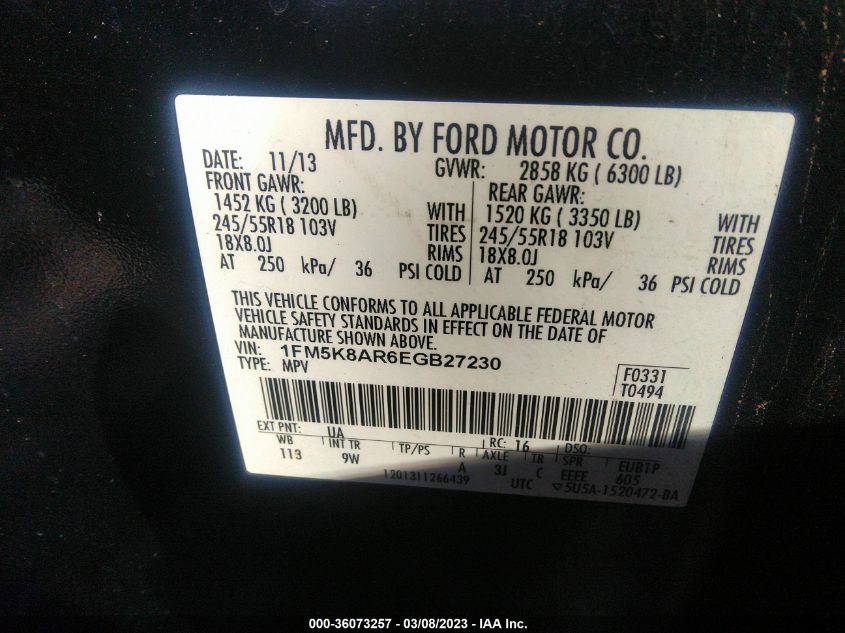 MFD. BY FORD MOTOR CO.
DATE: 11/13 GVWR: 2858 KG ( 6300 LB)
FRONT GAWR: REAR GAWR:
1452 KG ( 3200 LB) WITH 1520 KG ( 3350 LB) WITH
245/55R18 103V TIRES 245/55R18 103V TIRES
18X8.0J RIMS 18X8.0J RIMS
AT 250 kPa/ 36 PSI COLD AT 250 kPa/ 36 PSI COLD
THIS VEHICLE CONFORMS TO ALL APPLICABLE FEDERAL MOTOR
VEHICLE SAFETY STANDARDS IN EFFECT ON THE DATE OF
MANUFACTURE SHOWN ABOVE.
VIN: 1FM5K8AR6EGB27230
TYPE: MPV
F0331
T0494
EXT PNT: UA RC: 16 DSO:
WB INT TR TP/PS R AXLE TR SPR EUBTP
113 9W A 3J C EEEE 605
1201311266439 UTC ▽5U5A-1520472-BA
000-36073257 - 03/08/2023 - IAA Inc.